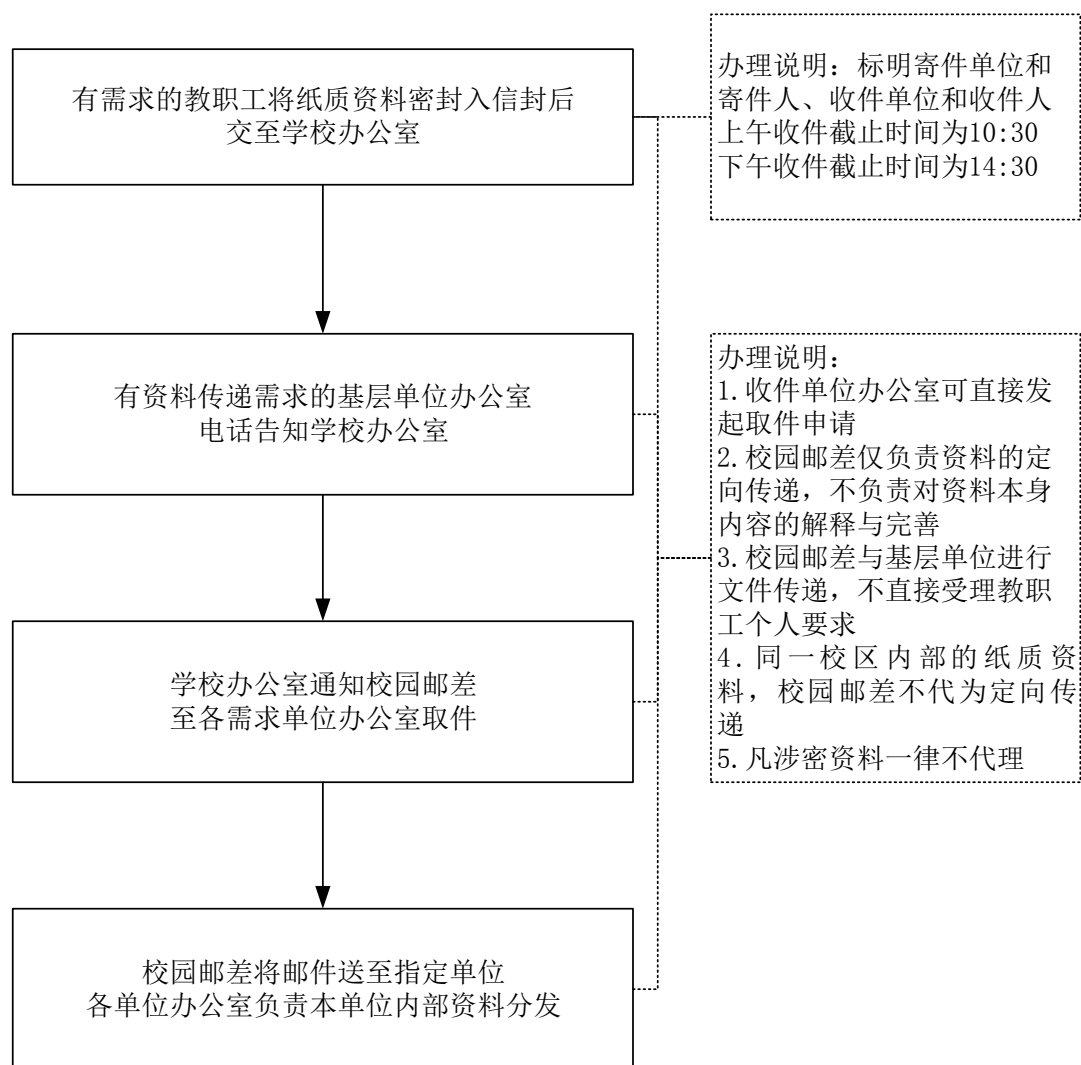 有需求的教职工将纸质资料密封入信封后
交至学校办公室
办理说明：标明寄件单位和
寄件人、收件单位和收件人
上午收件截止时间为10:30
下午收件截止时间为14:30
有资料传递需求的基层单位办公室
电话告知学校办公室
办理说明：
1.收件单位办公室可直接发
起取件申请
2.校园邮差仅负责资料的定
向传递，不负责对资料本身
内容的解释与完善
3.校园邮差与基层单位进行
文件传递，不直接受理教职
工个人要求
4.同一校区内部的纸质资
料，校园邮差不代为定向传
递
5.凡涉密资料一律不代理
学校办公室通知校园邮差
至各需求单位办公室取件
校园邮差将邮件送至指定单位
各单位办公室负责本单位内部资料分发